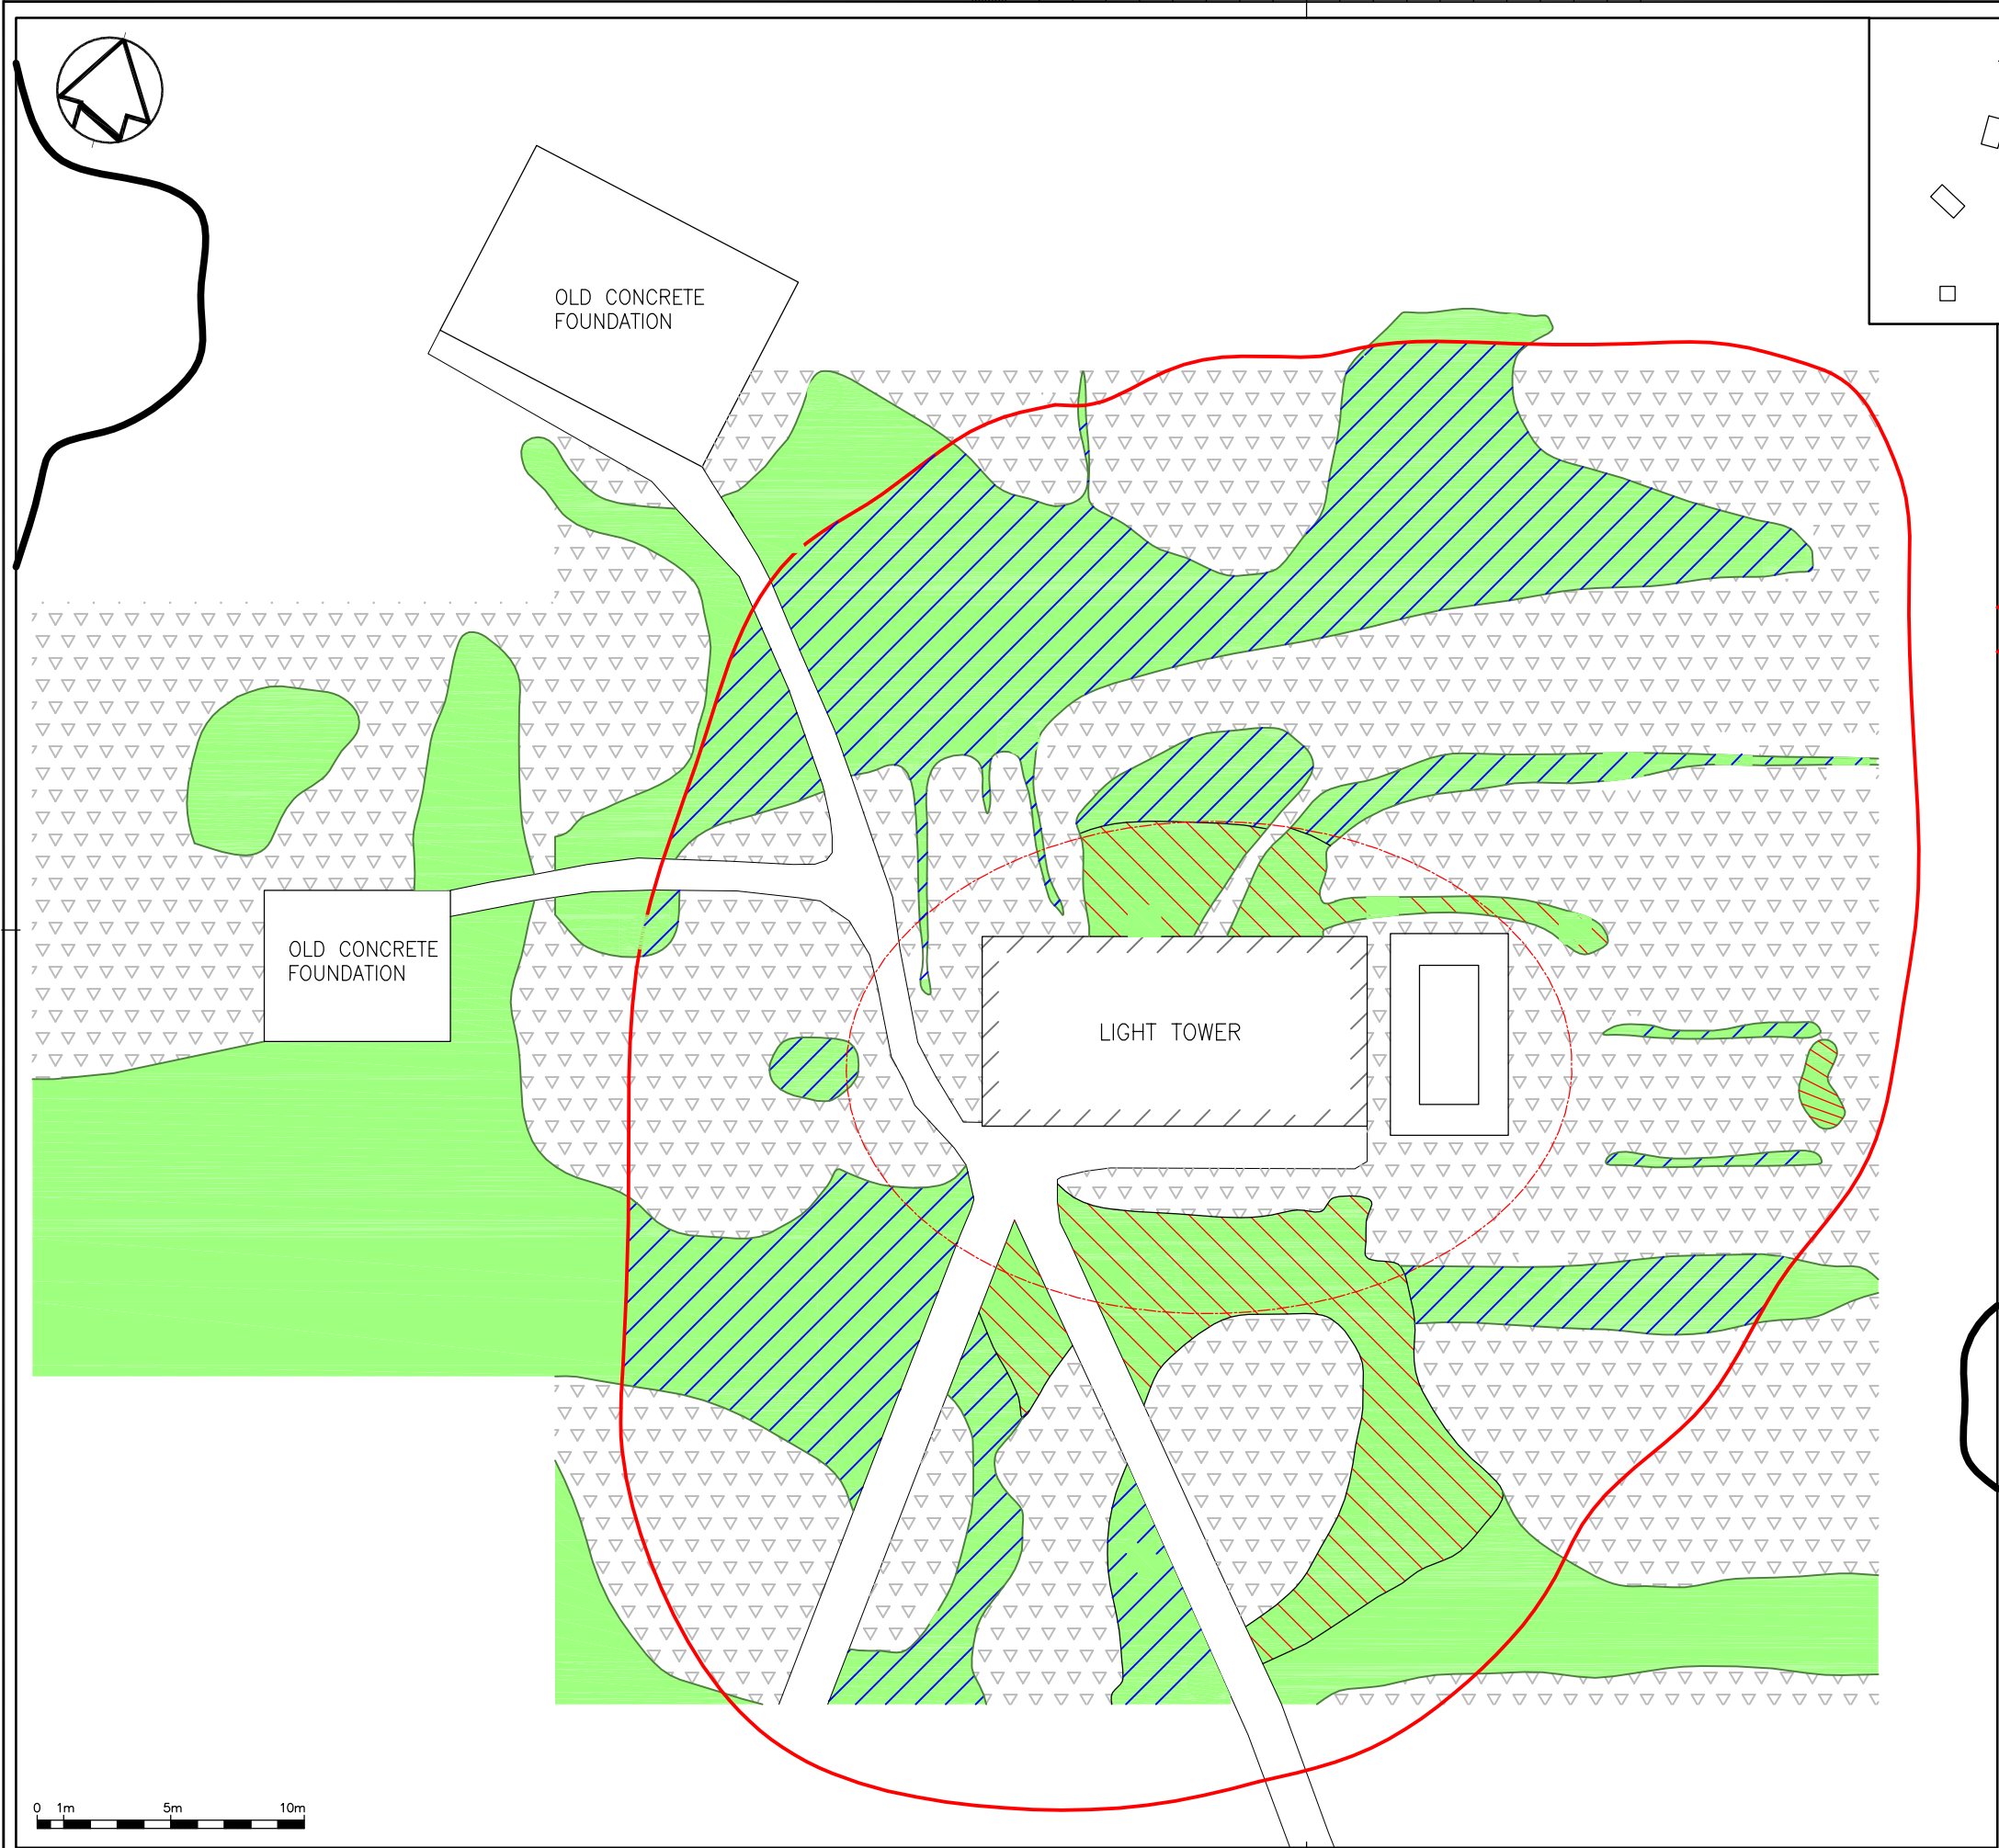 OLD CONCRETE
FOUNDATION
OLD CONCRETE
FOUNDATION
LIGHT TOWER
0 1m 5m 10m